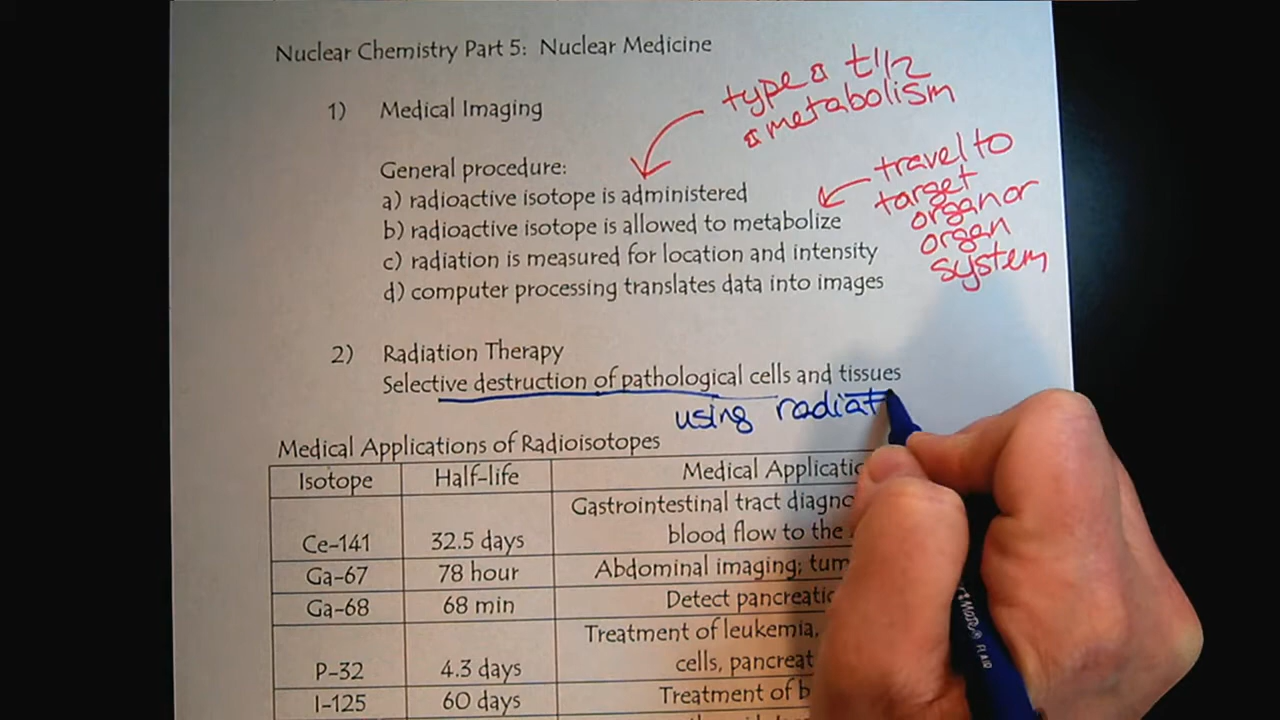 Nuclear Chemistry Part 5: Nuclear Medicine
type & t1/2
& metabolism
1) Medical Imaging
travel to
target
organ or
organ
system
General procedure:
a) radioactive isotope is administered
b) radioactive isotope is allowed to metabolize
c) radiation is measured for location and intensity
d) computer processing translates data into images
2) Radiation Therapy
Selective destruction of pathological cells and tissues
using radiat
Medical Applications of Radioisotopes
Isotope Half-life Medical Applicatio
Gastrointestinal tract diagno
Ce-141 32.5 days blood flow to the
Ga-67 78 hour Abdominal imaging; tum
Ga-68 68 min Detect pancreatic
Treatment of leukemia,
P-32 4.3 days cells, pancreat
I-125 60 days Treatment of b